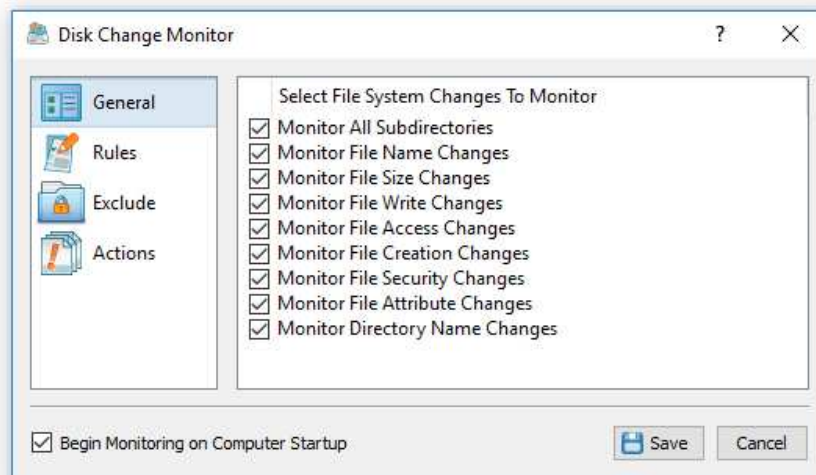 Disk Change Monitor
General
Rules
Exclude
Actions
Select File System Changes To Monitor
Monitor All Subdirectories
Monitor File Name Changes
Monitor File Size Changes
Monitor File Write Changes
Monitor File Access Changes
Monitor File Creation Changes
Monitor File Security Changes
Monitor File Attribute Changes
Monitor Directory Name Changes
Begin Monitoring on Computer Startup
Save
Cancel